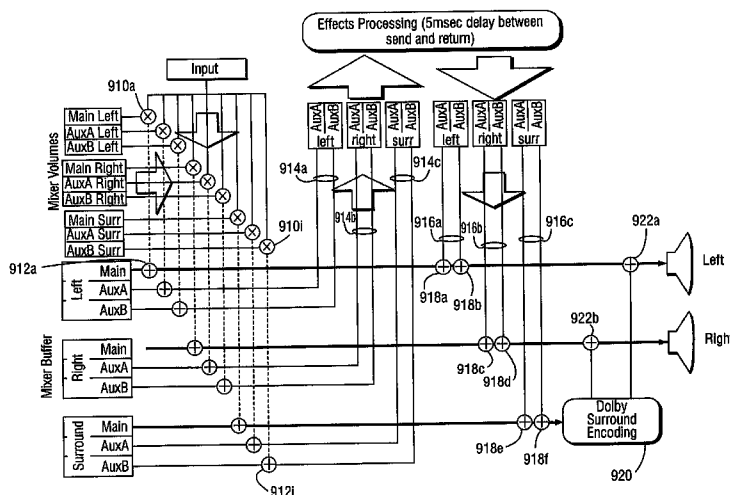 Effects Processing (5msec delay between
send and return)
Input
910a
Mixer Volumes
Main Left
AuxA Left
AuxB Left
Main Right
AuxA Right
AuxB Right
Main Surr
AuxA Surr
AuxB Surr
AuxA AuxB left
AuxA AuxB right
AuxA AuxB surr
AuxA AuxB left
AuxA AuxB right
AuxA AuxB surr
914a
914b
914c
916a
916b
916c
910i
912a
922a
Mixer Buffer
Left
Main
AuxA
AuxB
918a
918b
Left
922b
Right
Main
AuxA
AuxB
918c
918d
Right
Surround
Main
AuxA
AuxB
918e
918f
Dolby
Surround
Encoding
920
912i